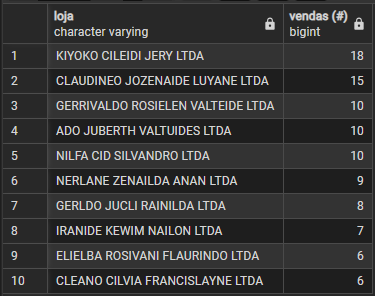 loja vendas (#)
character varying bigint
1 KIYOKO CILEIDI JERY LTDA 18
2 CLAUDINEO JOZENAIDE LUYANE LTDA 15
3 GERRIVALDO ROSIELEN VALTEIDE LTDA 10
4 ADO JUBERTH VALTUIDES LTDA 10
5 NILFA CID SILVANDRO LTDA 10
6 NERLANE ZENAILDA ANAN LTDA 9
7 GERLDO JUCLI RAINILDA LTDA 8
8 IRANIDE KEWIM NAILON LTDA 7
9 ELIELBA ROSIVANI FLAURINDO LTDA 6
10 CLEANO CILVIA FRANCISLAYNE LTDA 6